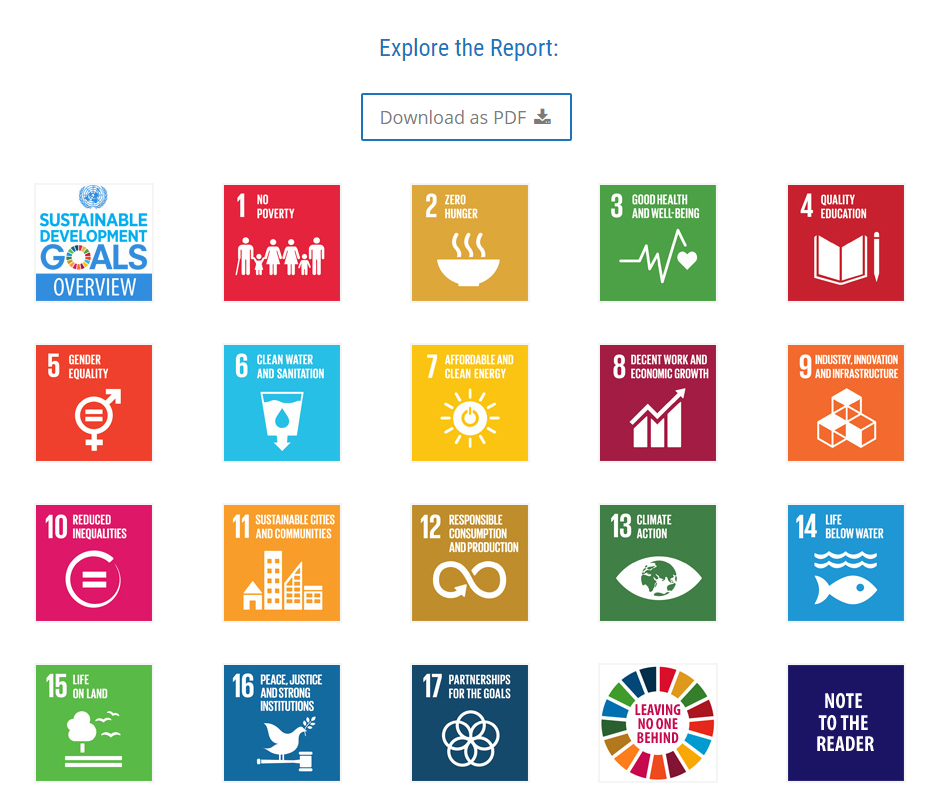 Explore the Report:
Download as PDF
SUSTAINABLE
DEVELOPMENT
GOALS
OVERVIEW
1 NO
POVERTY
2 ZERO
HUNGER
3 GOOD HEALTH
AND WELL-BEING
4 QUALITY
EDUCATION
5 GENDER
EQUALITY
6 CLEAN WATER
AND SANITATION
7 AFFORDABLE AND
CLEAN ENERGY
8 DECENT WORK AND
ECONOMIC GROWTH
9 INDUSTRY, INNOVATION
AND INFRASTRUCTURE
10 REDUCED
INEQUALITIES
11 SUSTAINABLE CITIES
AND COMMUNITIES
12 RESPONSIBLE
CONSUMPTION
AND PRODUCTION
13 CLIMATE
ACTION
14 LIFE
BELOW WATER
15 LIFE
ON LAND
16 PEACE, JUSTICE
AND STRONG
INSTITUTIONS
17 PARTNERSHIPS
FOR THE GOALS
LEAVING
NO ONE
BEHIND
NOTE
TO THE
READER